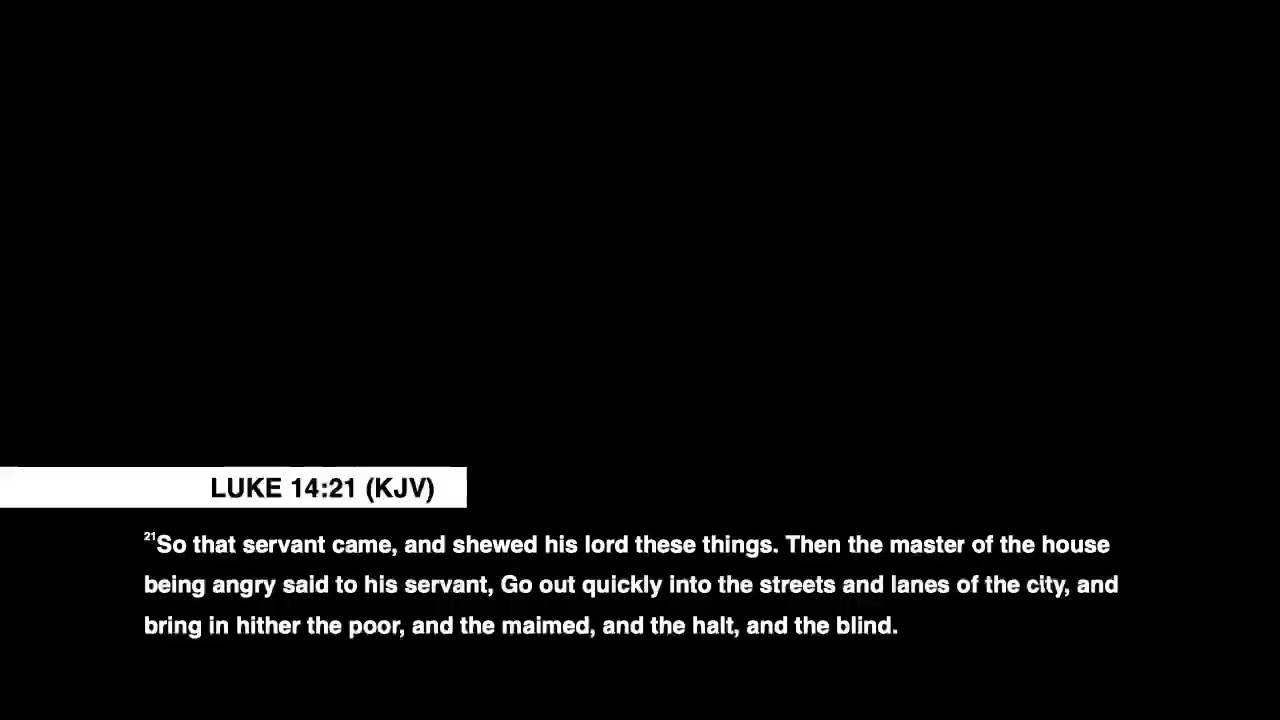 LUKE 14:21 (KJV)
21So that servant came, and shewed his lord these things. Then the master of the house
being angry said to his servant, Go out quickly into the streets and lanes of the city, and
bring in hither the poor, and the maimed, and the halt, and the blind.